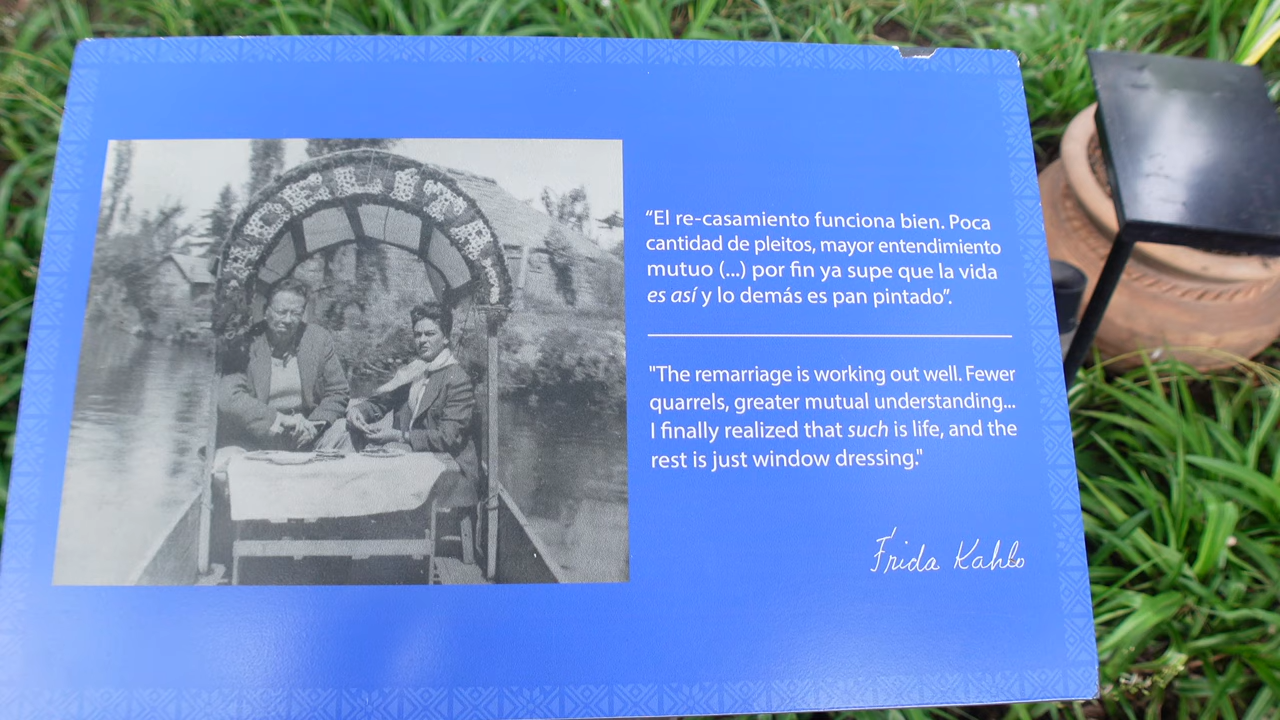 "El re-casamiento funciona bien. Poca
cantidad de pleitos, mayor entendimiento
mutuo (...) por fin ya supe que la vida
es así y lo demás es pan pintado".
"The remarriage is working out well. Fewer
quarrels, greater mutual understanding...
I finally realized that such is life, and the
rest is just window dressing."
Frida Kahlo